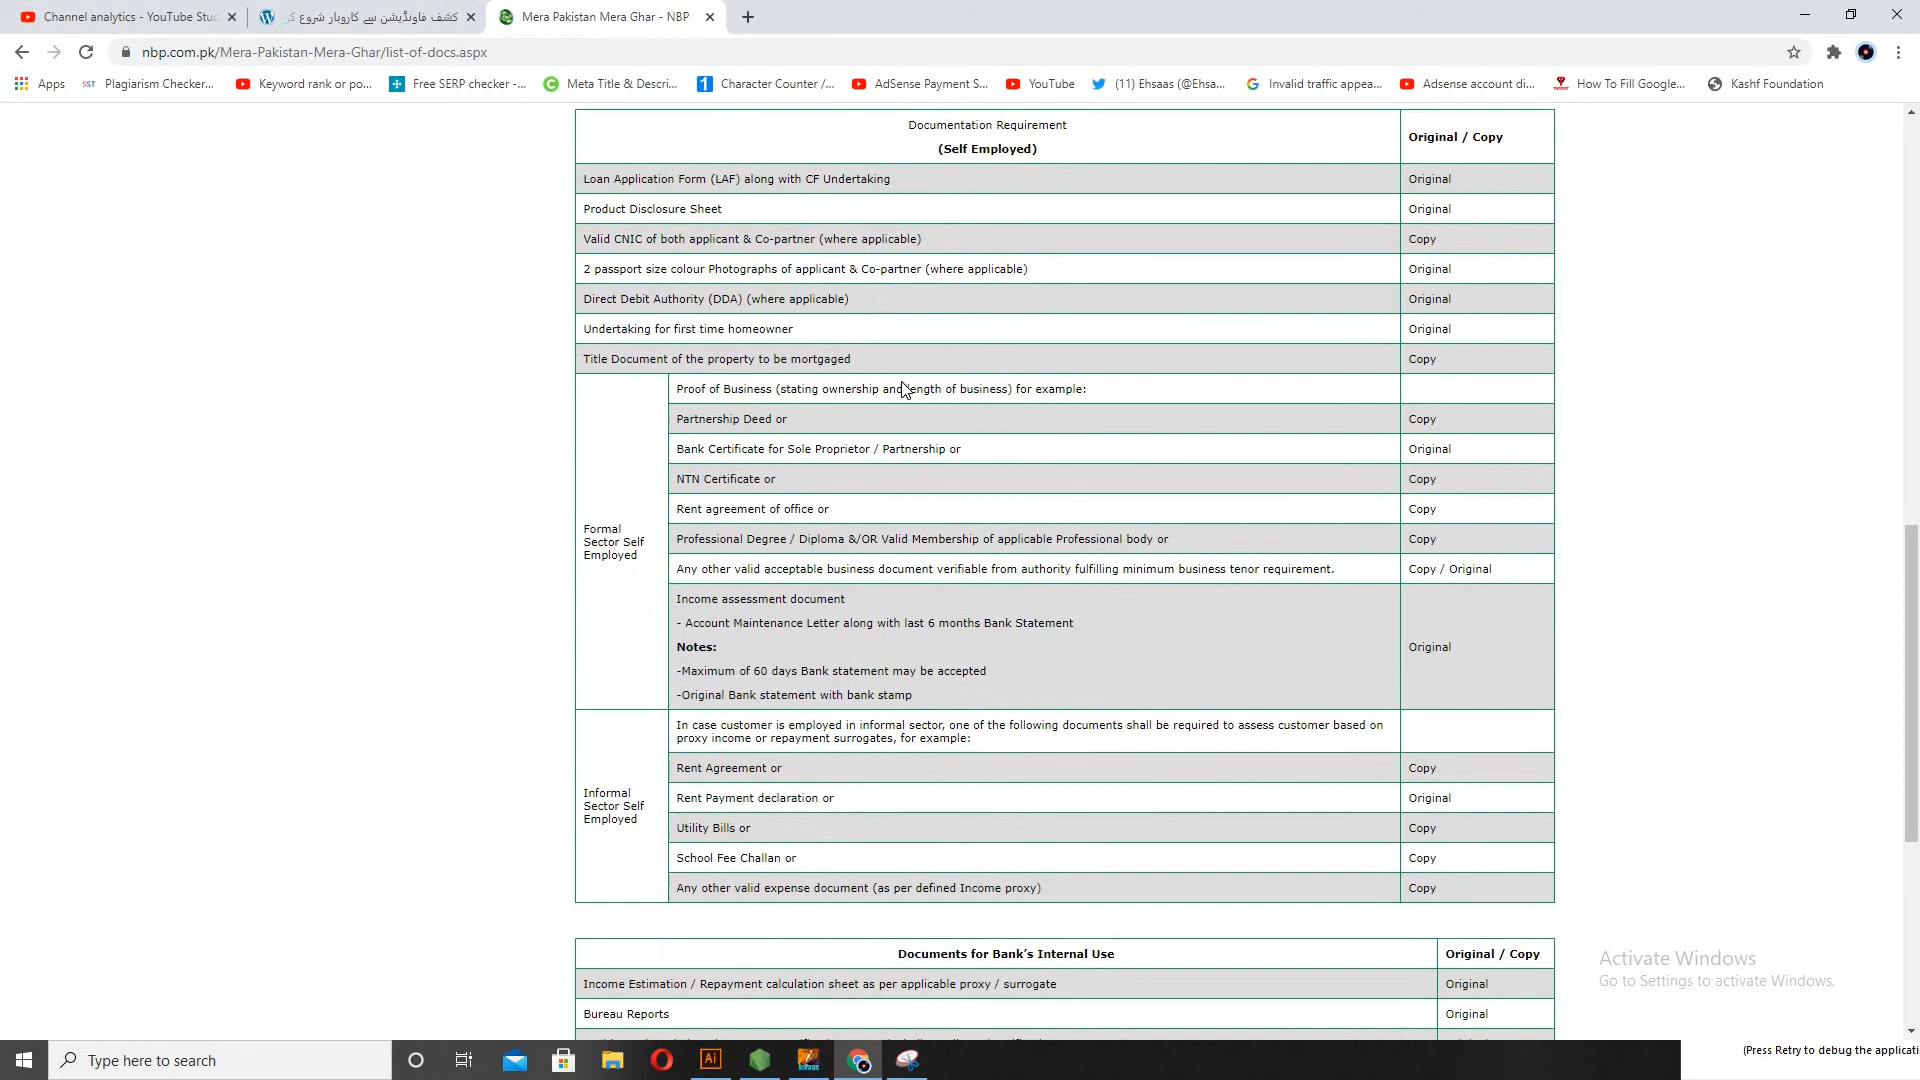 Channel analytics - YouTube Stud
کشف فاونڈیشن سے کاروبار شروع کر
Mera Pakistan Mera Ghar - NBP
nbp.com.pk/Mera-Pakistan-Mera-Ghar/list-of-docs.aspx
Apps
SST
Plagiarism Checker...
Keyword rank or po...
Free SERP checker -...
Meta Title & Descri...
1
Character Counter /...
AdSense Payment S...
YouTube
(11) Ehsaas (@Ehsa...
Invalid traffic appea...
Adsense account di...
How To Fill Google...
Kashf Foundation
Documentation Requirement
(Self Employed)
Original / Copy
Loan Application Form (LAF) along with CF Undertaking
Original
Product Disclosure Sheet
Original
Valid CNIC of both applicant & Co-partner (where applicable)
Copy
2 passport size colour Photographs of applicant & Co-partner (where applicable)
Original
Direct Debit Authority (DDA) (where applicable)
Original
Undertaking for first time homeowner
Original
Title Document of the property to be mortgaged
Copy
Formal
Sector Self
Employed
Proof of Business (stating ownership and length of business) for example:
Partnership Deed or
Copy
Bank Certificate for Sole Proprietor / Partnership or
Original
NTN Certificate or
Copy
Rent agreement of office or
Copy
Professional Degree / Diploma &/OR Valid Membership of applicable Professional body or
Copy
Any other valid acceptable business document verifiable from authority fulfilling minimum business tenor requirement.
Copy / Original
Income assessment document
- Account Maintenance Letter along with last 6 months Bank Statement
Notes:
-Maximum of 60 days Bank statement may be accepted
-Original Bank statement with bank stamp
Original
Informal
Sector Self
Employed
In case customer is employed in informal sector, one of the following documents shall be required to assess customer based on
proxy income or repayment surrogates, for example:
Rent Agreement or
Copy
Rent Payment declaration or
Original
Utility Bills or
Copy
School Fee Challan or
Copy
Any other valid expense document (as per defined Income proxy)
Copy
Documents for Bank's Internal Use
Original / Copy
Income Estimation / Repayment calculation sheet as per applicable proxy / surrogate
Original
Bureau Reports
Original
Activate Windows
Go to Settings to activate Windows.
Type here to search
Ai
(Press Retry to debug the applicati